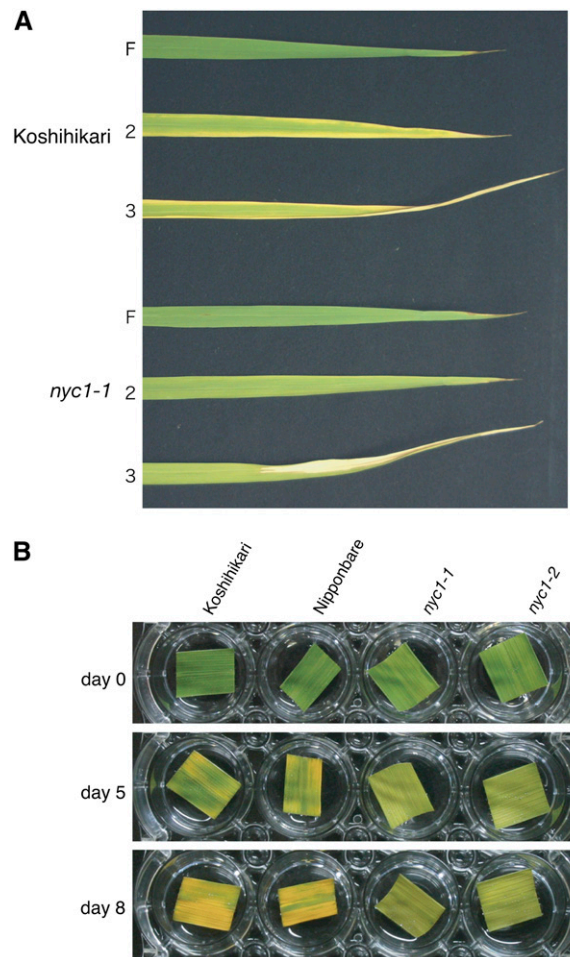 A
F
Koshihikari 2
3
F
nyc1-1 2
3
B
Koshihikari Nipponbare nyc1-1 nyc1-2
day 0
day 5
day 8